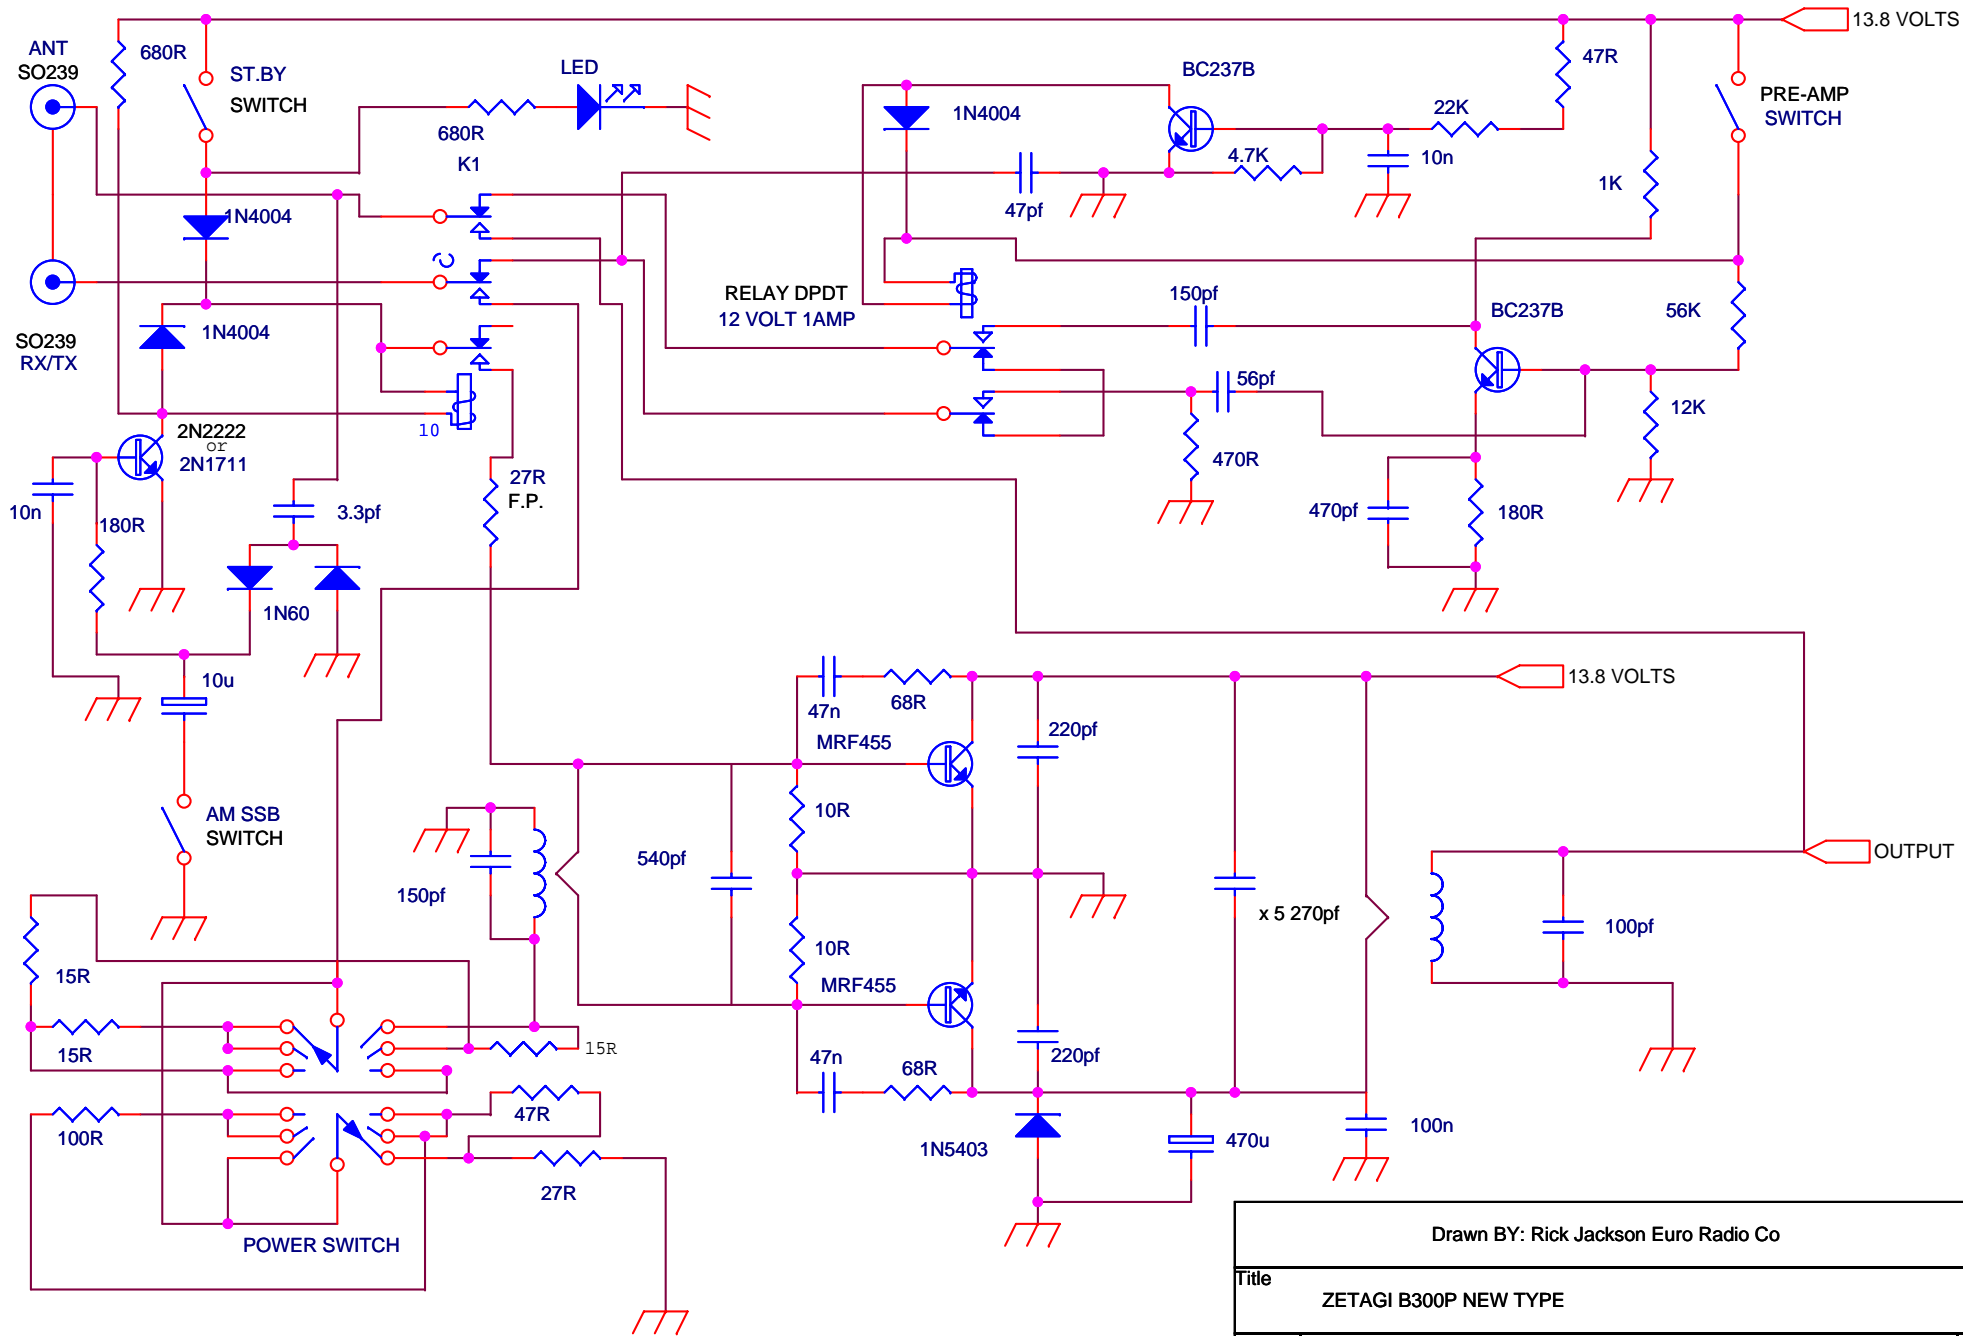 13.8 VOLTS
ANT
SO239
680R
ST.BY
SWITCH
LED
680R
K1
BC237B
1N4004
47R
22K
PRE-AMP
SWITCH
4.7K
10n
1K
47pf
1N4004
C
RELAY DPDT
12 VOLT 1AMP
150pf
BC237B
56K
SO239
RX/TX
1N4004
56pf
12K
10
2N2222
or
2N1711
470R
27R
F.P.
10n
180R
3.3pf
470pf
180R
1N60
10u
47n
68R
13.8 VOLTS
MRF455
220pf
AM SSB
SWITCH
10R
540pf
150pf
OUTPUT
x 5 270pf
100pf
10R
MRF455
15R
15R
15R
47n
68R
220pf
47R
100R
1N5403
470u
100n
27R
POWER SWITCH
Drawn BY: Rick Jackson Euro Radio Co
Title
ZETAGI B300P NEW TYPE